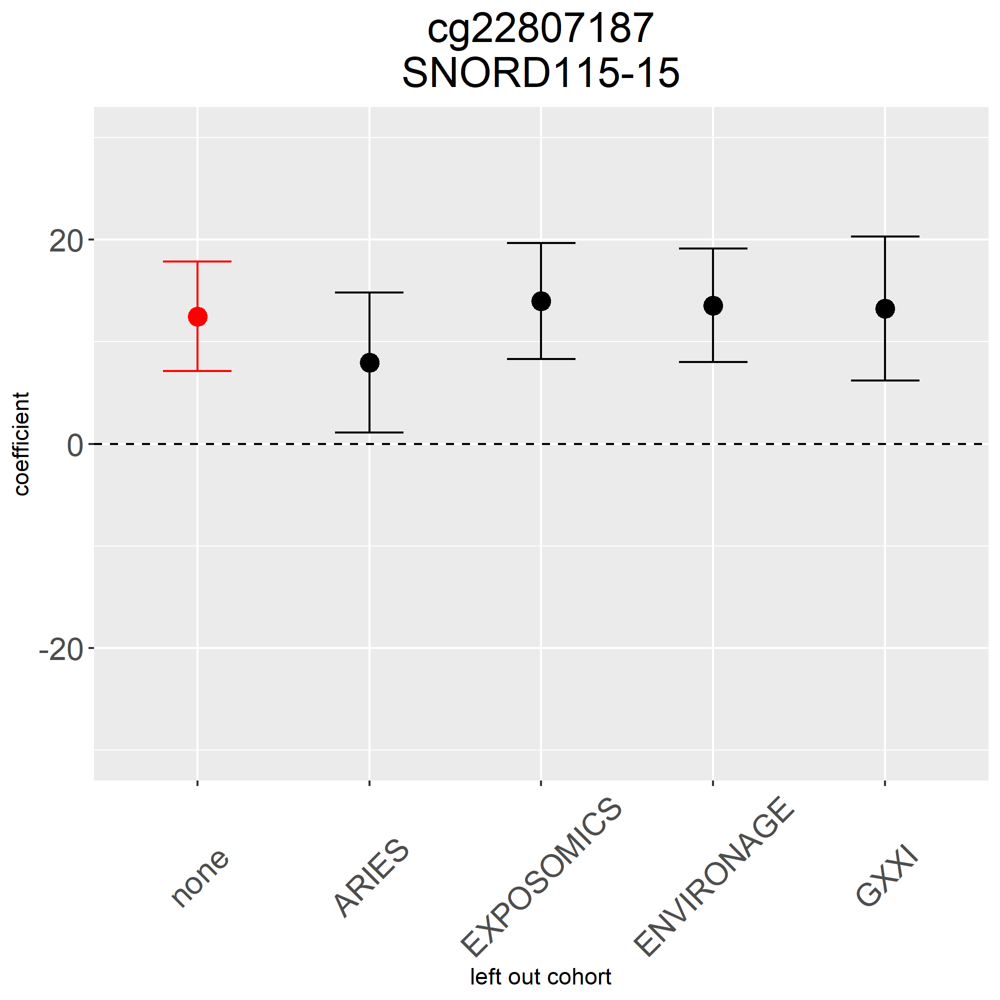 cg22807187
SNORD115-15
coefficient
20
0
-20
none
ARIES
EXPOSOMICS
ENVIRONAGE
GXXI
left out cohort